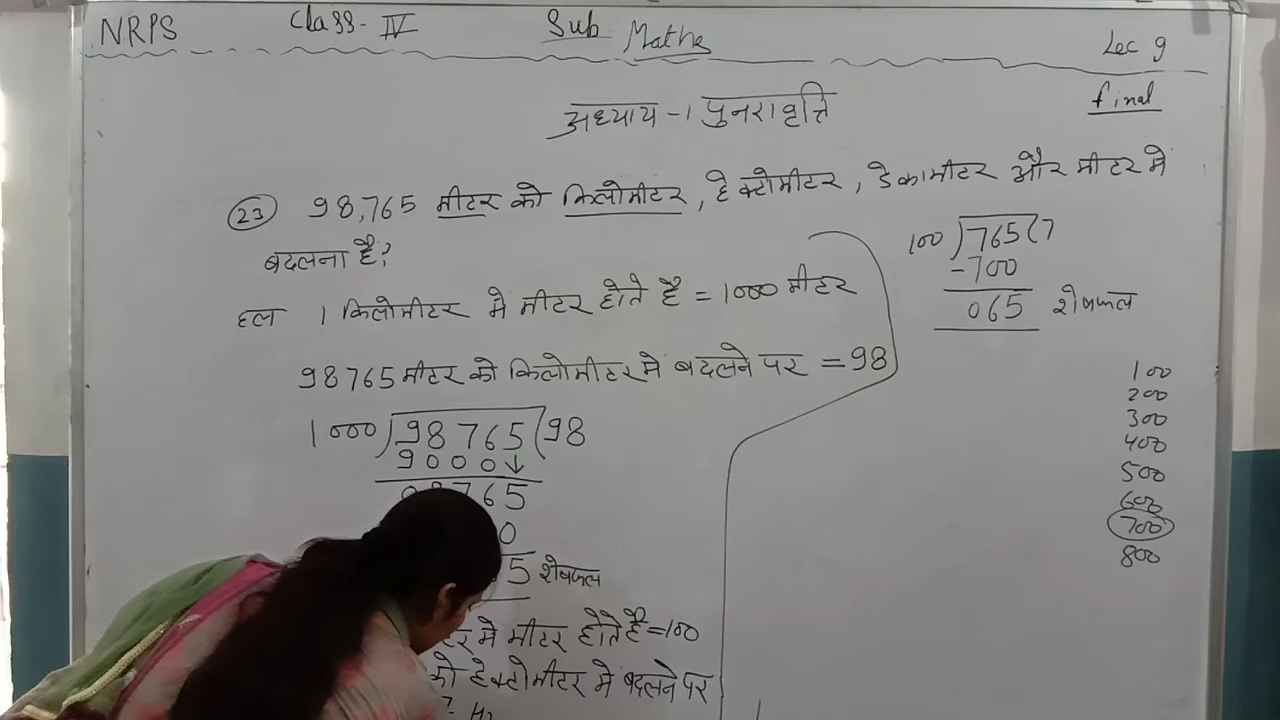 NRPS Class-IV Sub Maths Lec 9
final
अध्याय-1 पुनरावृत्ति
23 98,765 मीटर को किलोमीटर, हेक्टोमीटर, डेकामीटर और मीटर मे
बदलना है?
हल 1 किलोमीटर मे मीटर होते है = 1000 मीटर
98765 मीटर को किलोमीटर मे बदलने पर = 98
1000)98765(98
9000↓
08765
0
5 शेषफल
टर मे मीटर होते है=100
को हेक्टोमीटर मे बदलने पर
100)765(7
-700
065 शेषफल
100
200
300
400
500
600
700
800